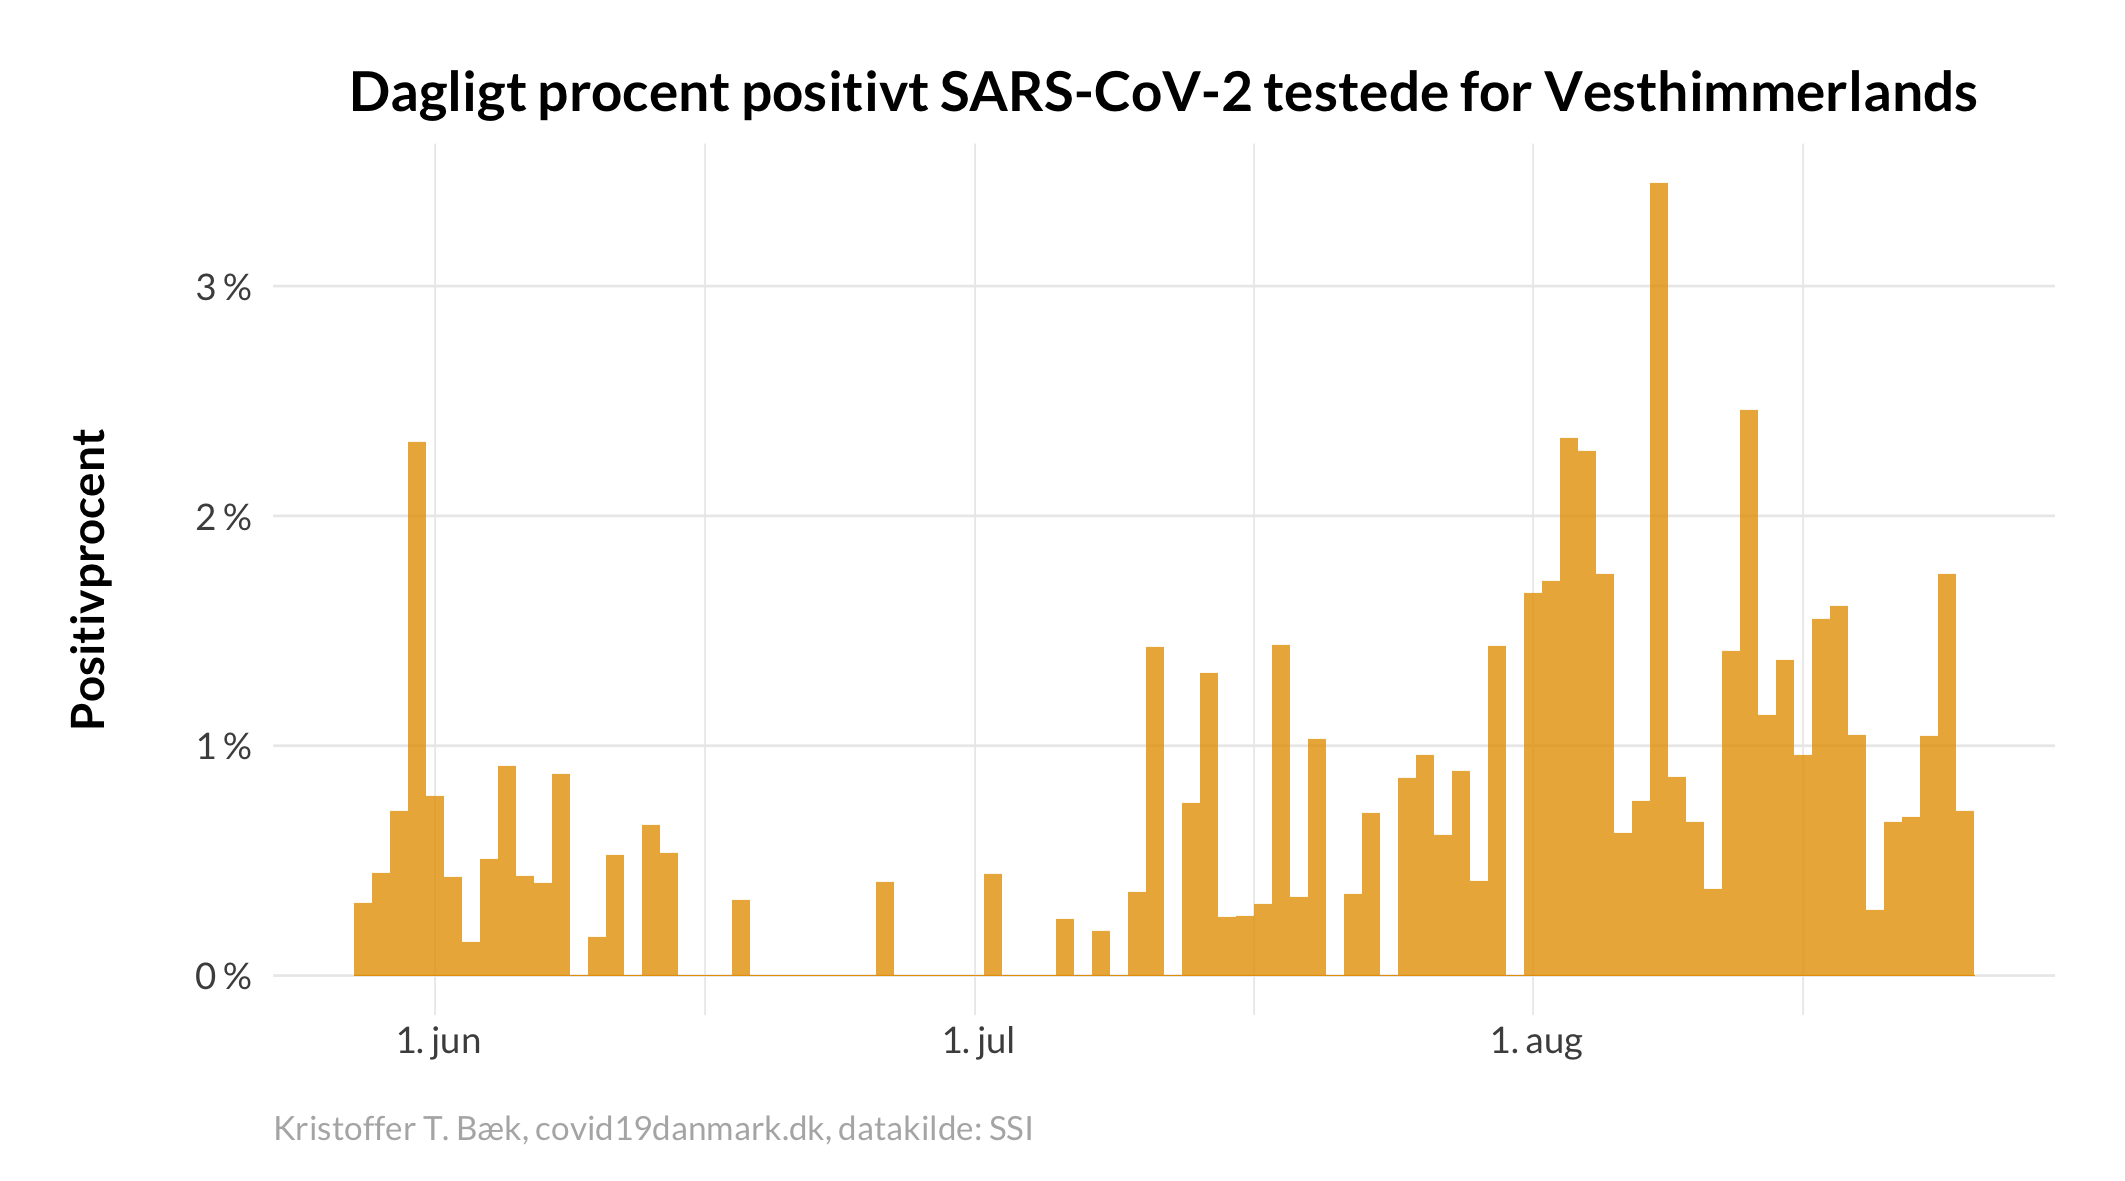 Dagligt procent positivt SARS-CoV-2 testede for Vesthimmerlands
Positivprocent
3 %
2 %
1 %
0 %
1. jun
1. jul
1. aug
Kristoffer T. Bæk, covid19danmark.dk, datakilde: SSI